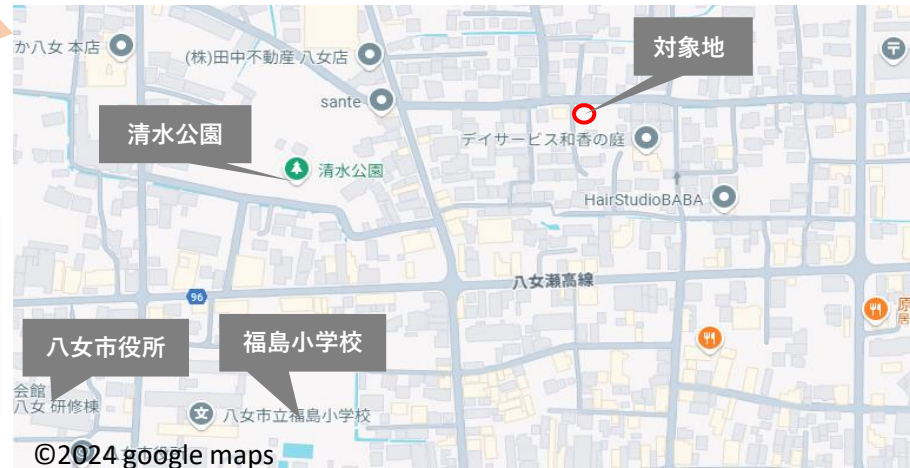 か八女 本店
(株)田中不動産 八女店
対象地
〒
sante
清水公園
デイサービス和香の庭
清水公園
HairStudioBABA
八女瀬高線
96
原
居
八女市役所
福島小学校
会館
八女 研修棟
文
八女市立福島小学校
©2024 google maps